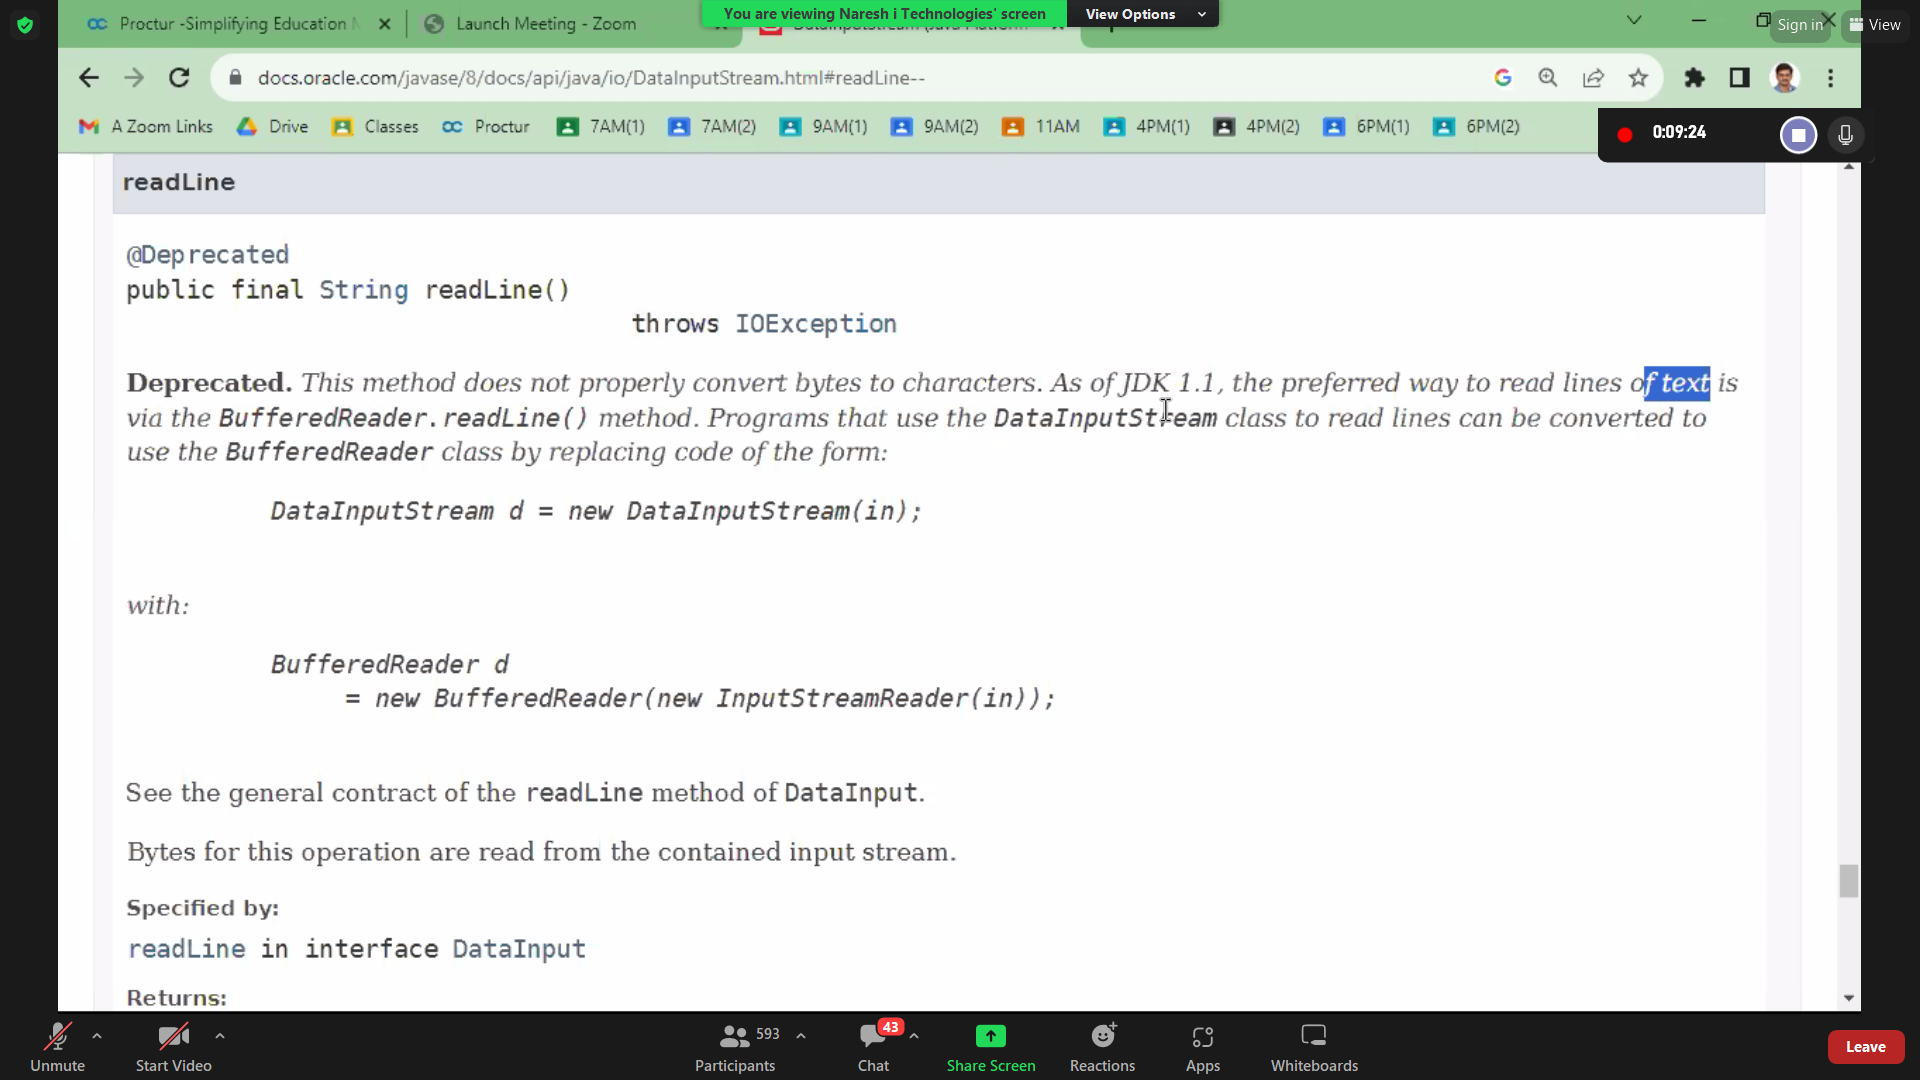 Proctur -Simplifying Education
Launch Meeting - Zoom
You are viewing Naresh i Technologies' screen
View Options
Sign in
View
docs.oracle.com/javase/8/docs/api/java/io/DataInputStream.html#readLine--
A Zoom Links
Drive
Classes
Proctur
7AM(1)
7AM(2)
9AM(1)
9AM(2)
11AM
4PM(1)
4PM(2)
6PM(1)
6PM(2)
0:09:24
readLine
@Deprecated
public final String readLine()
throws IOException
Deprecated. This method does not properly convert bytes to characters. As of JDK 1.1, the preferred way to read lines of text is
via the BufferedReader.readLine() method. Programs that use the DataInputStream class to read lines can be converted to
use the BufferedReader class by replacing code of the form:
DataInputStream d = new DataInputStream(in);
with:
BufferedReader d
= new BufferedReader(new InputStreamReader(in));
See the general contract of the readLine method of DataInput.
Bytes for this operation are read from the contained input stream.
Specified by:
readLine in interface DataInput
Returns:
Unmute
Start Video
593
Participants
43
Chat
Share Screen
Reactions
Apps
Whiteboards
Leave